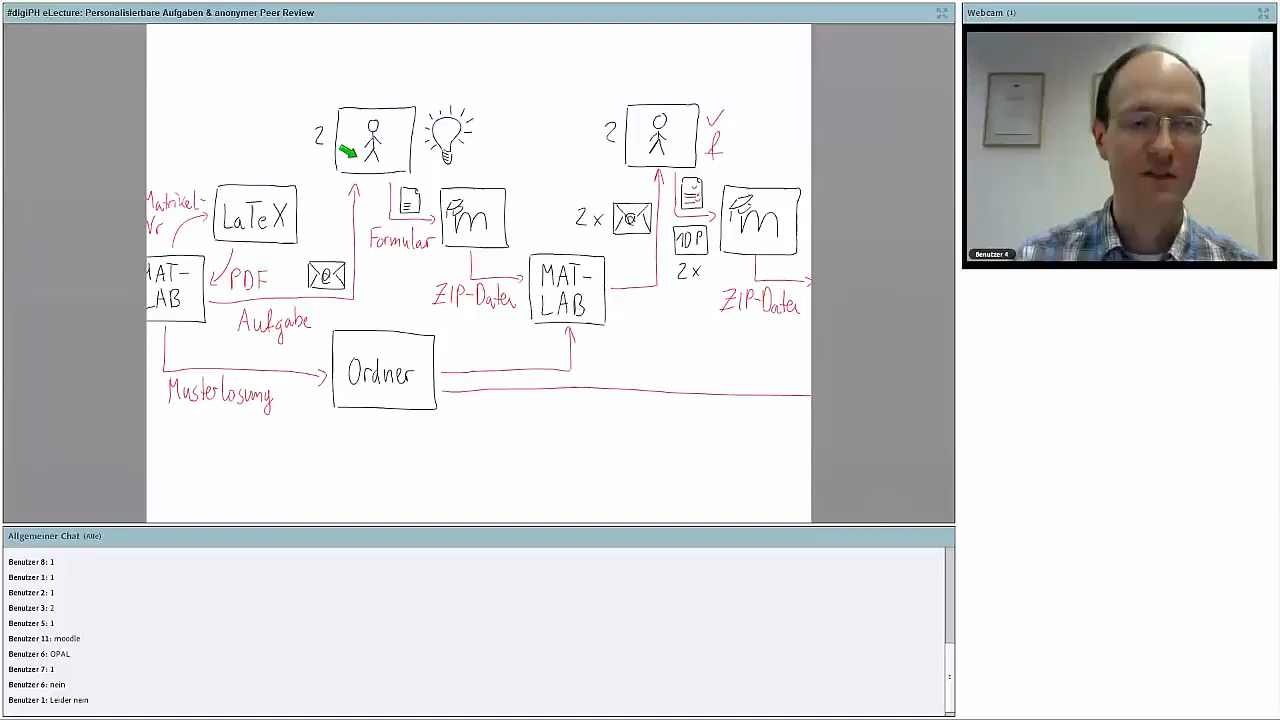 #digiPH eLecture: Personalisierbare Aufgaben & anonymer Peer Review
Webcam (1)
Benutzer 4
2
2
Matrikel-
Nr
LaTeX
PDF
MAT-
LAB
@
Aufgabe
Formular
m
ZIP-Datei
2 x
@
10P
2x
m
ZIP-Datei
MAT-
LAB
Ordner
Musterlösung
Allgemeiner Chat (Alle)
Benutzer 8: 1
Benutzer 1: 1
Benutzer 2: 1
Benutzer 3: 2
Benutzer 5: 1
Benutzer 11: moodle
Benutzer 6: OPAL
Benutzer 7: 1
Benutzer 6: nein
Benutzer 1: Leider nein